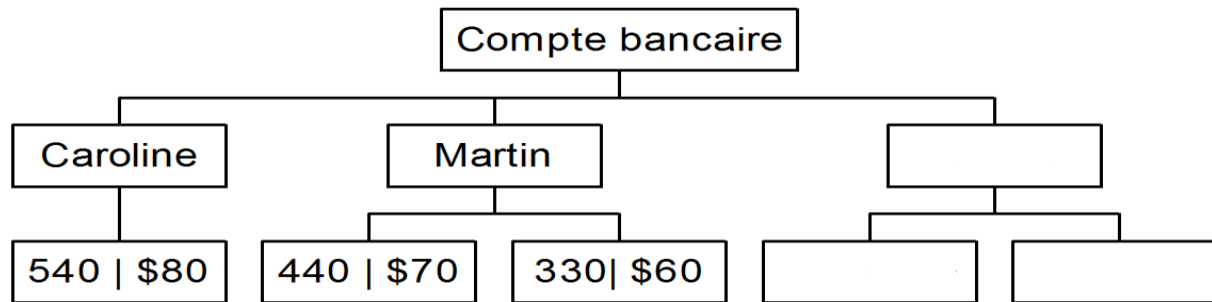 Compte bancaire
Caroline
Martin
540 | $80
440 | $70
330| $60